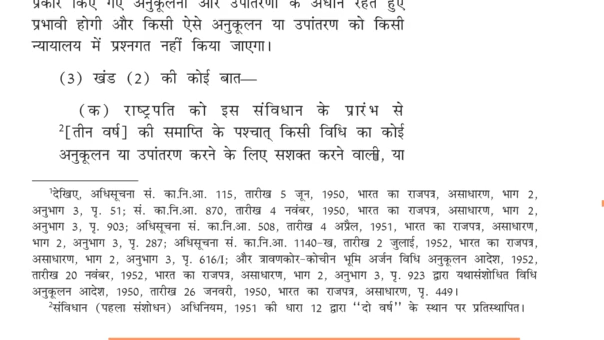 प्रकार किए गए अनुकूलनों और उपांतरणों के अधीन रहते हुए
प्रभावी होगी और किसी ऐसे अनुकूलन या उपांतरण को किसी
न्यायालय में प्रश्नगत नहीं किया जाएगा।
(3) खंड (2) की कोई बात—
(क) राष्ट्रपति को इस संविधान के प्रारंभ से
²[तीन वर्ष] की समाप्ति के पश्चात् किसी विधि का कोई
अनुकूलन या उपांतरण करने के लिए सशक्त करने वाली, या
¹देखिए, अधिसूचना सं. का.नि.आ. 115, तारीख 5 जून, 1950, भारत का राजपत्र, असाधारण, भाग 2,
अनुभाग 3, पृ. 51; सं. का.नि.आ. 870, तारीख 4 नवंबर, 1950, भारत का राजपत्र, असाधारण, भाग 2,
अनुभाग 3, पृ. 903; अधिसूचना सं. का.नि.आ. 508, तारीख 4 अप्रैल, 1951, भारत का राजपत्र, असाधारण,
भाग 2, अनुभाग 3, पृ. 287; अधिसूचना सं. का.नि.आ. 1140-ख, तारीख 2 जुलाई, 1952, भारत का राजपत्र,
असाधारण, भाग 2, अनुभाग 3, पृ. 616/I; और त्रावणकोर-कोचीन भूमि अर्जन विधि अनुकूलन आदेश, 1952,
तारीख 20 नवंबर, 1952, भारत का राजपत्र, असाधारण, भाग 2, अनुभाग 3, पृ. 923 द्वारा यथासंशोधित विधि
अनुकूलन आदेश, 1950, तारीख 26 जनवरी, 1950, भारत का राजपत्र, असाधारण, पृ. 449।
²संविधान (पहला संशोधन) अधिनियम, 1951 की धारा 12 द्वारा ‘‘दो वर्ष’’ के स्थान पर प्रतिस्थापित।